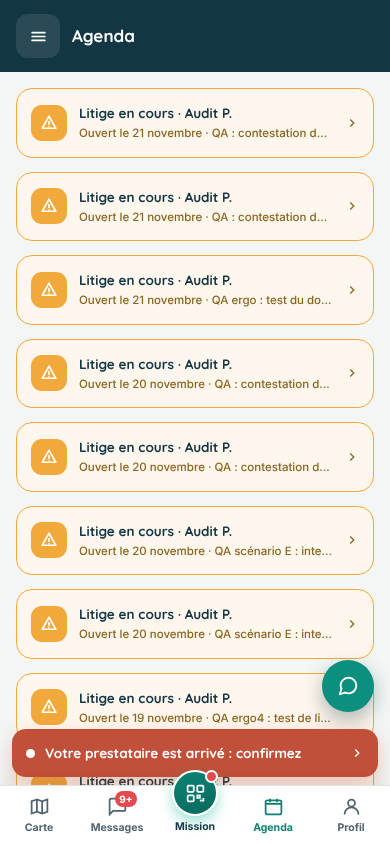 Agenda
Litige en cours · Audit P.
Ouvert le 21 novembre · QA : contestation d...
Litige en cours · Audit P.
Ouvert le 21 novembre · QA : contestation d...
Litige en cours · Audit P.
Ouvert le 21 novembre · QA ergo : test du do...
Litige en cours · Audit P.
Ouvert le 20 novembre · QA : contestation d...
Litige en cours · Audit P.
Ouvert le 20 novembre · QA : contestation d...
Litige en cours · Audit P.
Ouvert le 20 novembre · QA scénario E : inte...
Litige en cours · Audit P.
Ouvert le 20 novembre · QA scénario E : inte...
Litige en cours · Audit P.
Ouvert le 19 novembre · QA ergo4 : test de li...
Votre prestataire est arrivé : confirmez
Litige en cours · Audit P.
9+
Carte
Messages
Mission
Agenda
Profil